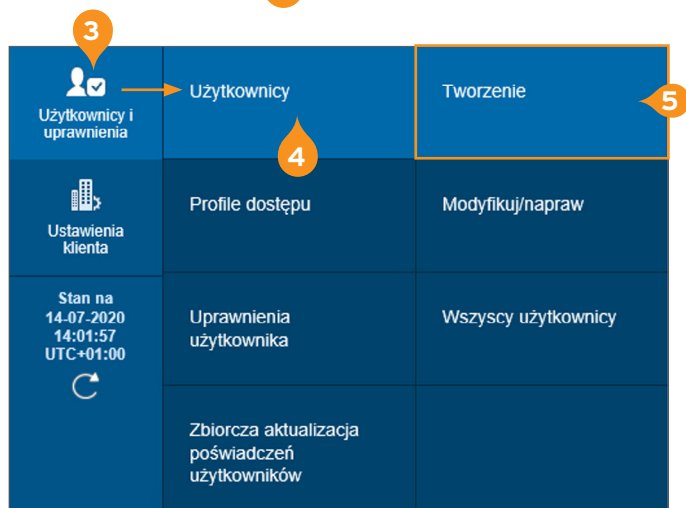 3
Użytkownicy i
uprawnienia
Użytkownicy
4
Tworzenie
5
Ustawienia
klienta
Profile dostępu
Modyfikuj/napraw
Stan na
14-07-2020
14:01:57
UTC+01:00
Uprawnienia
użytkownika
Wszyscy użytkownicy
Zbiorcza aktualizacja
poświadczeń
użytkowników